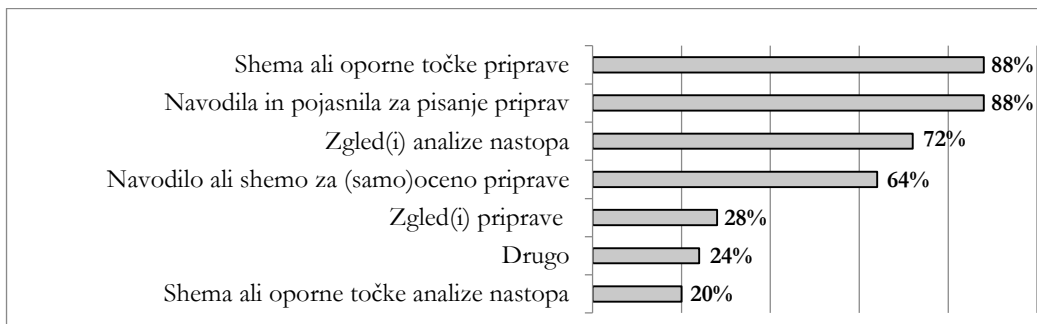 Shema ali oporne točke priprave 88%
Navodila in pojasnila za pisanje priprav 88%
Zgled(i) analize nastopa 72%
Navodilo ali shemo za (samo)oceno priprave 64%
Zgled(i) priprave 28%
Drugo 24%
Shema ali oporne točke analize nastopa 20%